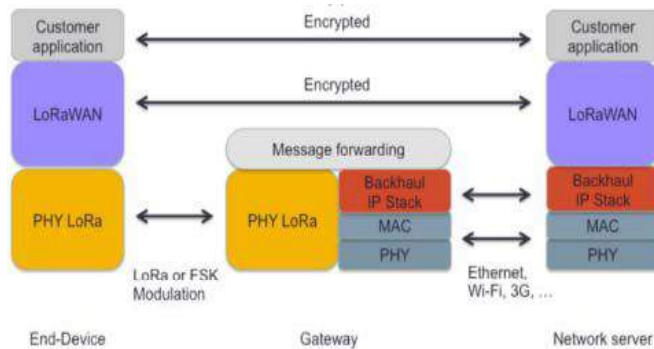 Customer
application
Encrypted
Customer
application
LoRaWAN
Encrypted
LoRaWAN
Message forwarding
PHY LoRa
PHY LoRa
Backhaul
IP Stack
MAC
PHY
Backhaul
IP Stack
MAC
PHY
LoRa or FSK
Modulation
Ethernet,
Wi-Fi, 3G, ...
End-Device
Gateway
Network server